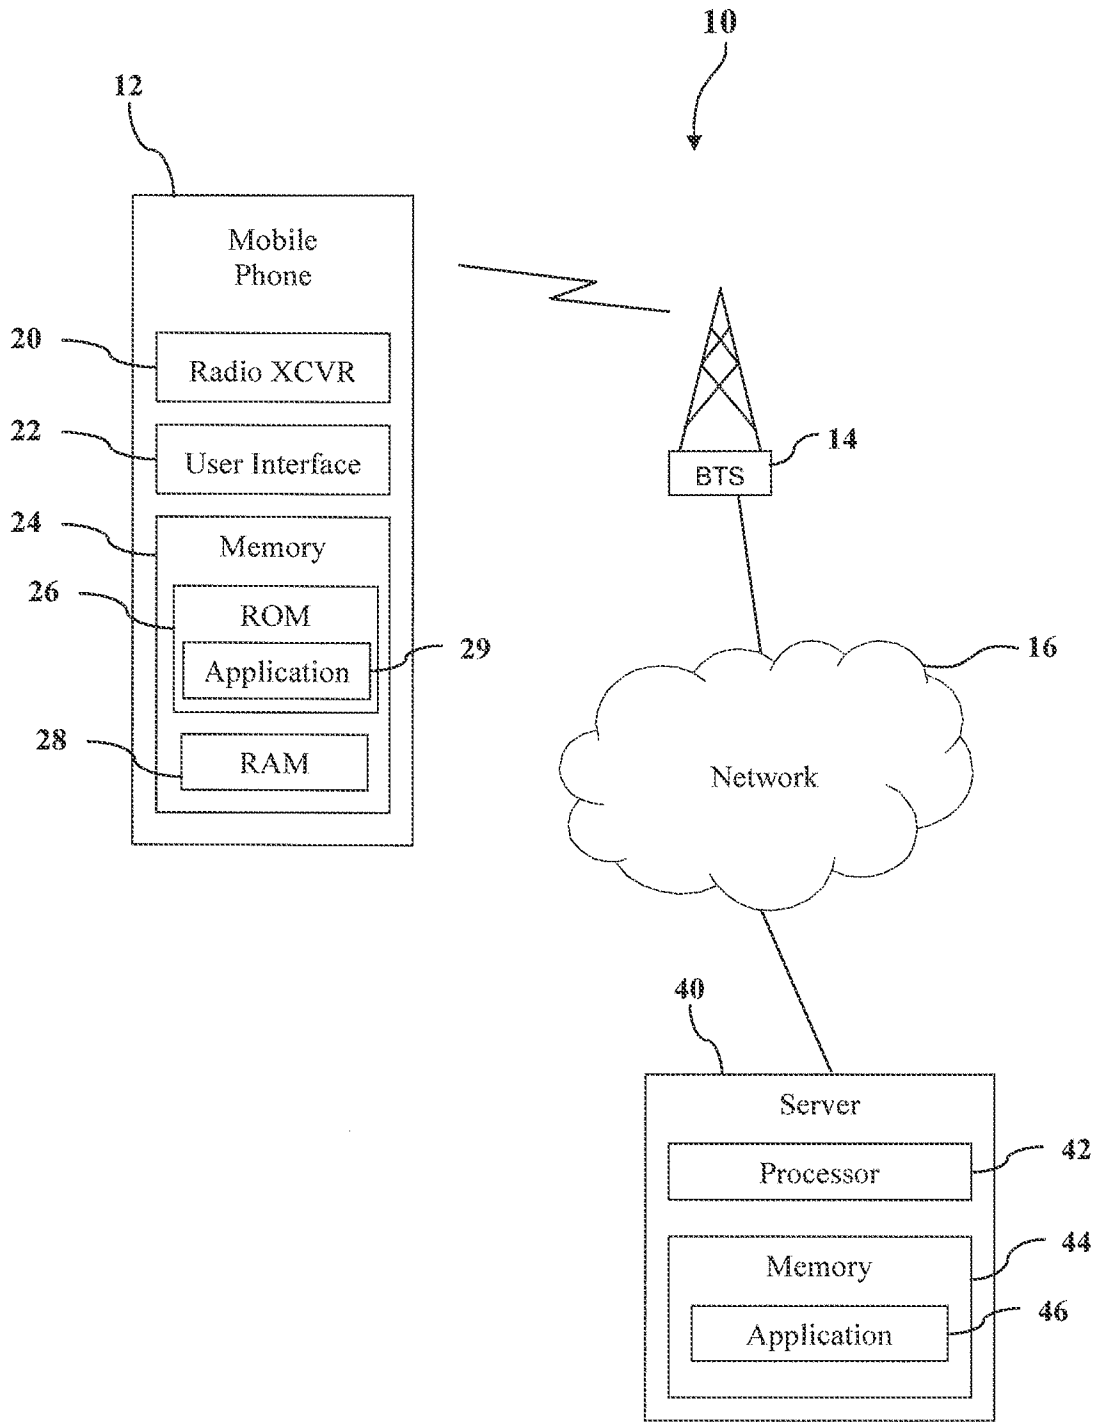 10
12
Mobile
Phone
20
Radio XCVR
22
User Interface
14
BTS
24
Memory
26
ROM
29
Application
16
28
RAM
Network
40
Server
42
Processor
44
Memory
46
Application